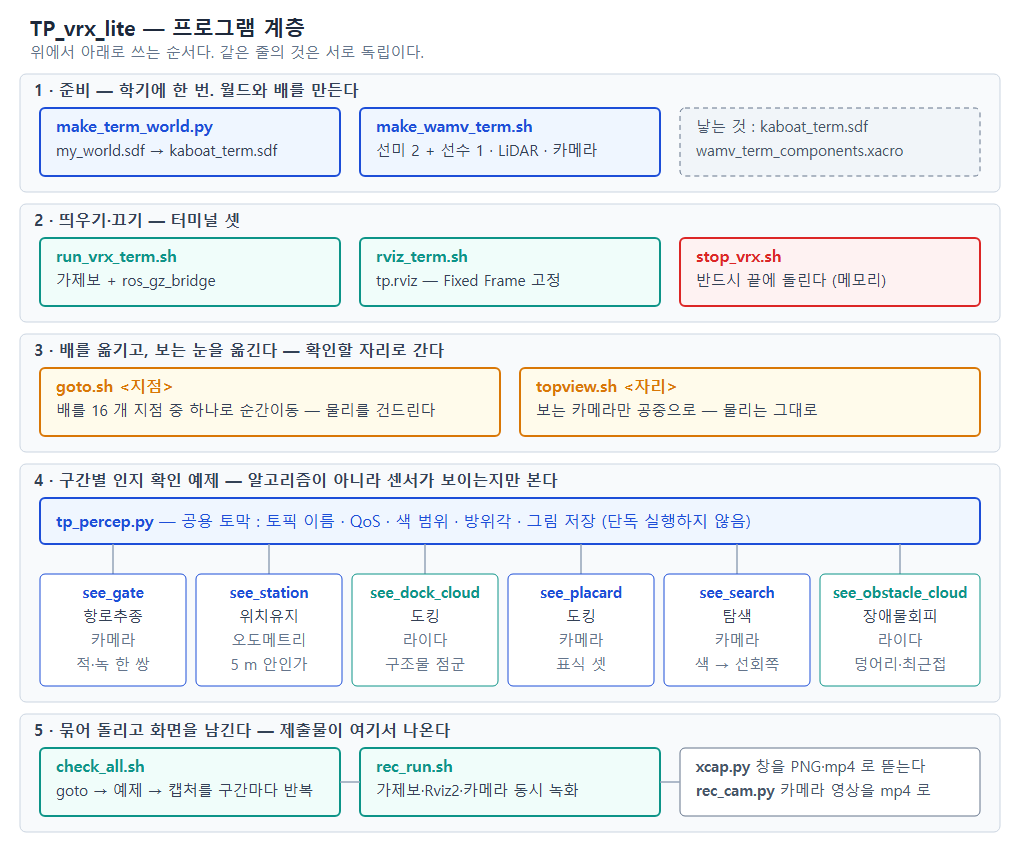 TP_vrx_lite — 프로그램 계층
위에서 아래로 쓰는 순서다. 같은 줄의 것은 서로 독립이다.
1 · 준비 — 학기에 한 번. 월드와 배를 만든다
make_term_world.py
my_world.sdf → kaboat_term.sdf
make_wamv_term.sh
선미 2 + 선수 1 · LiDAR · 카메라
낳는 것 : kaboat_term.sdf
wamv_term_components.xacro
2 · 띄우기·끄기 — 터미널 셋
run_vrx_term.sh
가제보 + ros_gz_bridge
rviz_term.sh
tp.rviz — Fixed Frame 고정
stop_vrx.sh
반드시 끝에 돌린다 (메모리)
3 · 배를 옮기고, 보는 눈을 옮긴다 — 확인할 자리로 간다
goto.sh <지점>
배를 16 개 지점 중 하나로 순간이동 — 물리를 건드린다
topview.sh <자리>
보는 카메라만 공중으로 — 물리는 그대로
4 · 구간별 인지 확인 예제 — 알고리즘이 아니라 센서가 보이는지만 본다
tp_percep.py — 공용 토막 : 토픽 이름 · QoS · 색 범위 · 방위각 · 그림 저장 (단독 실행하지 않음)
see_gate
항로추종
카메라
적·녹 한 쌍
see_station
위치유지
오도메트리
5 m 안인가
see_dock_cloud
도킹
라이다
구조물 점군
see_placard
도킹
카메라
표식 셋
see_search
탐색
카메라
색 → 선회쪽
see_obstacle_cloud
장애물회피
라이다
덩어리·최근접
5 · 묶어 돌리고 화면을 남긴다 — 제출물이 여기서 나온다
check_all.sh
goto → 예제 → 캡처를 구간마다 반복
rec_run.sh
가제보·Rviz2·카메라 동시 녹화
xcap.py 창을 PNG·mp4 로 뜯는다
rec_cam.py 카메라 영상을 mp4 로